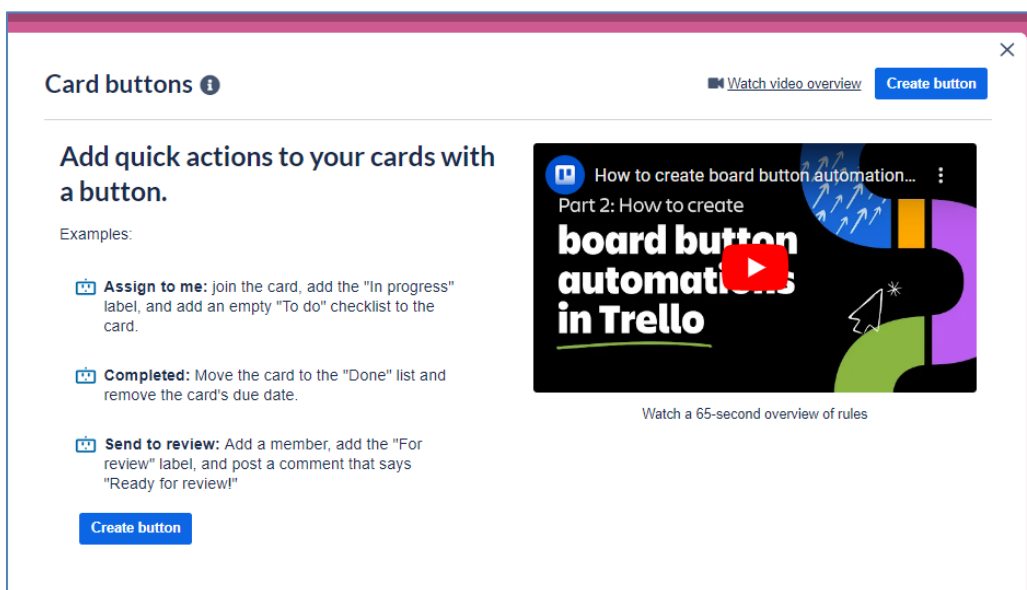 Card buttons
Watch video overview
Create button
Add quick actions to your cards with
a button.
Examples:
Assign to me: join the card, add the "In progress"
label, and add an empty "To do" checklist to the
card.
Completed: Move the card to the "Done" list and
remove the card's due date.
Send to review: Add a member, add the "For
review" label, and post a comment that says
"Ready for review!"
Create button
How to create board button automation...
Part 2: How to create
board button
automations
in Trello
Watch a 65-second overview of rules